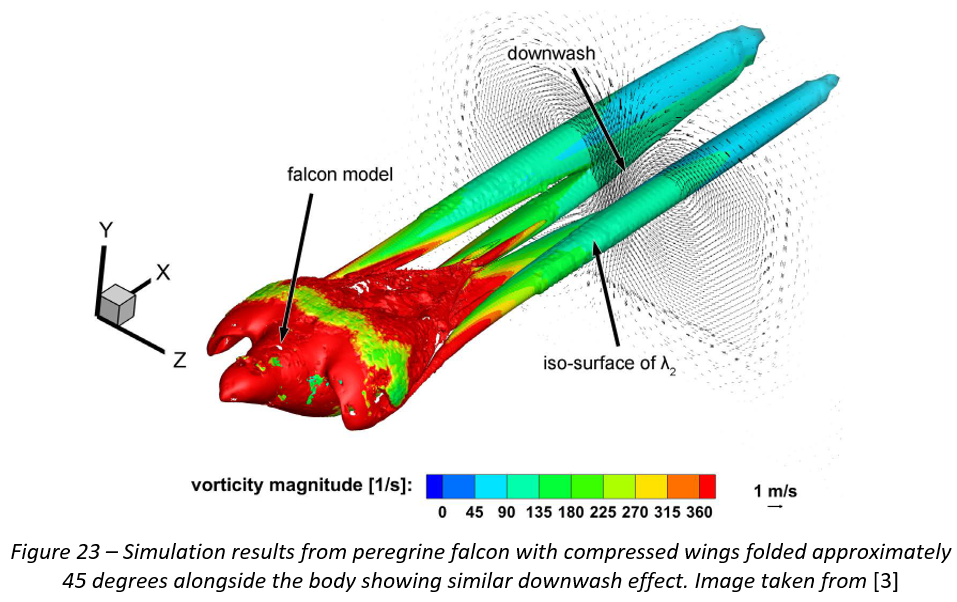 downwash
falcon model
Y
X
Z
iso-surface of λ₂
vorticity magnitude [1/s]:
0 45 90 135 180 225 270 315 360
1 m/s
Figure 23 – Simulation results from peregrine falcon with compressed wings folded approximately
45 degrees alongside the body showing similar downwash effect. Image taken from [3]